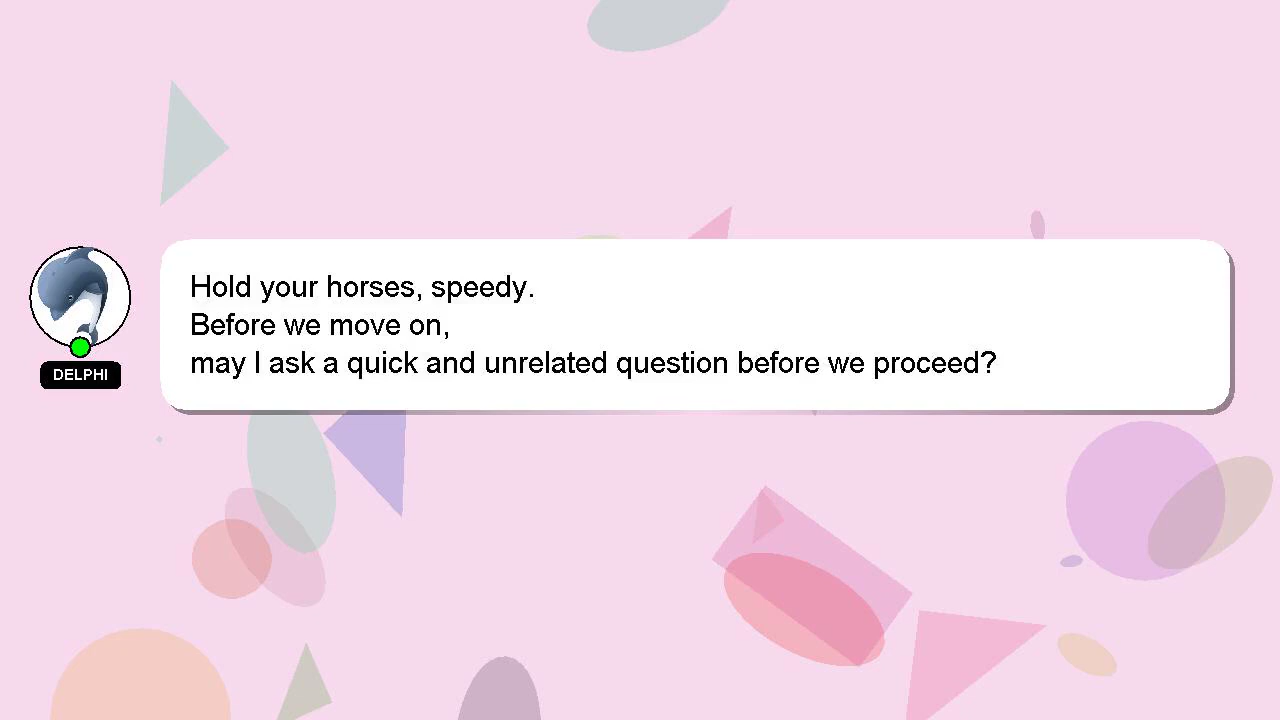 Hold your horses, speedy.
Before we move on,
may I ask a quick and unrelated question before we proceed?
DELPHI